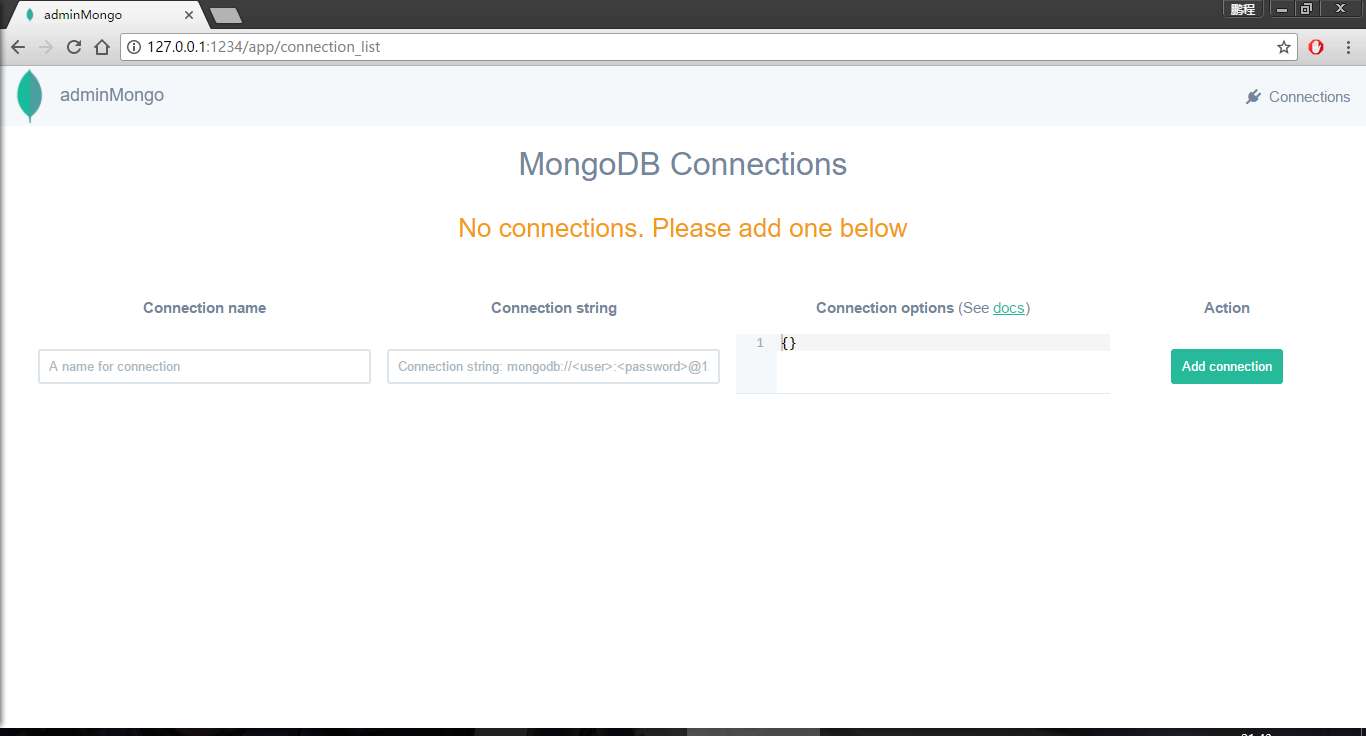 adminMongo
鹏程
127.0.0.1:1234/app/connection_list
adminMongo
Connections
MongoDB Connections
No connections. Please add one below
Connection name
Connection string
Connection options (See docs)
Action
A name for connection
Connection string: mongodb://<user>:<password>@1
1
{}
Add connection